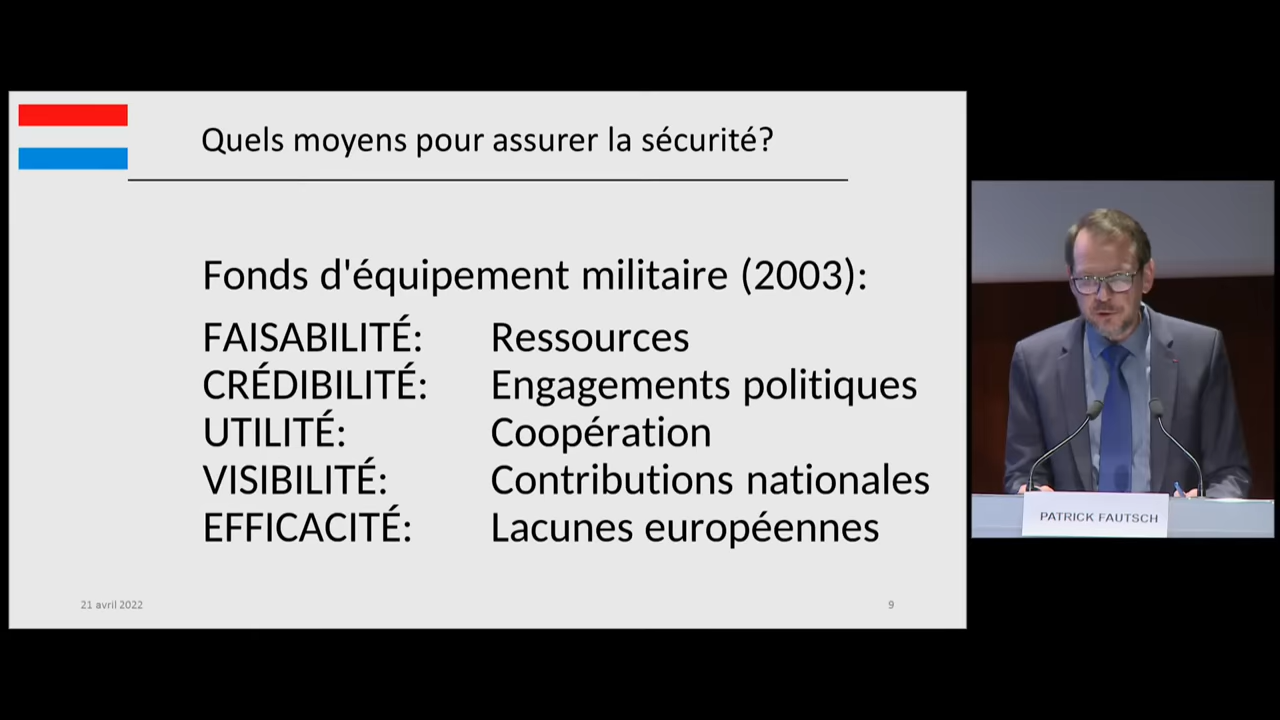 Quels moyens pour assurer la sécurité?
Fonds d'équipement militaire (2003):
FAISABILITÉ: Ressources
CRÉDIBILITÉ: Engagements politiques
UTILITÉ: Coopération
VISIBILITÉ: Contributions nationales
EFFICACITÉ: Lacunes européennes
21 avril 2022 9
PATRICK FAUTSCH